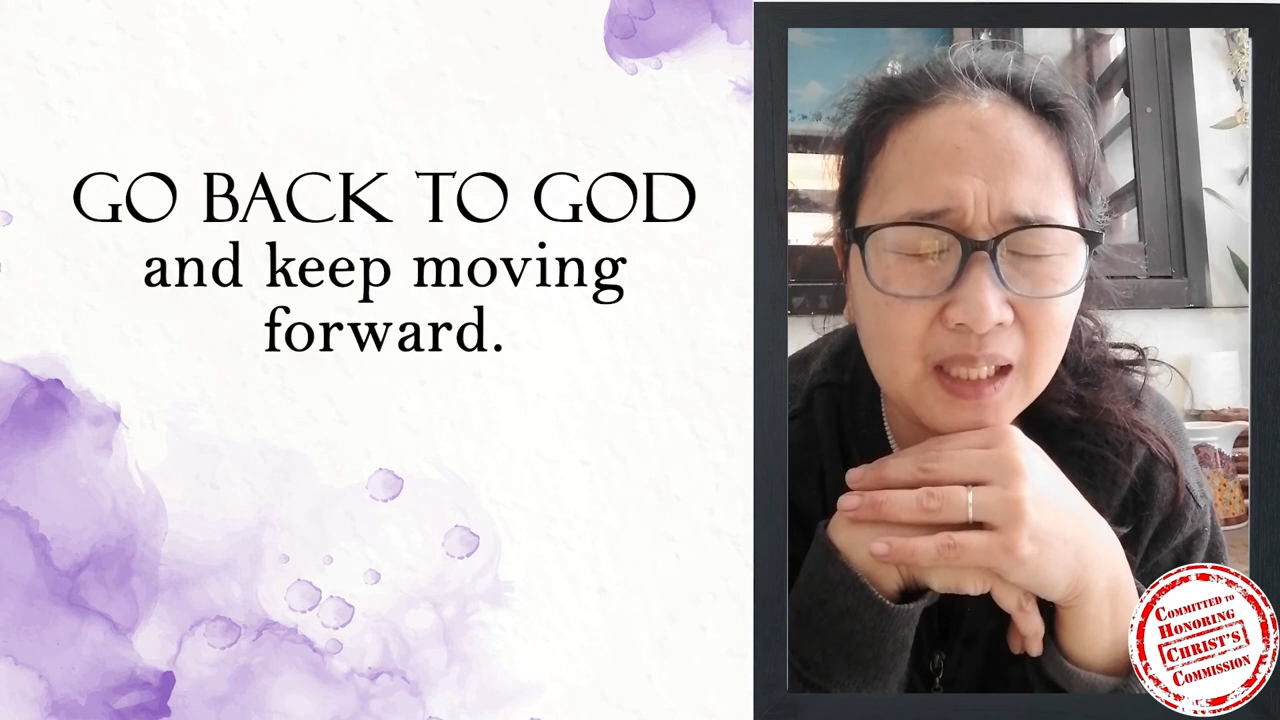 GO BACK TO GOD
and keep moving
forward.
COMMITTED TO
HONORING
CHRIST'S
COMMISSION